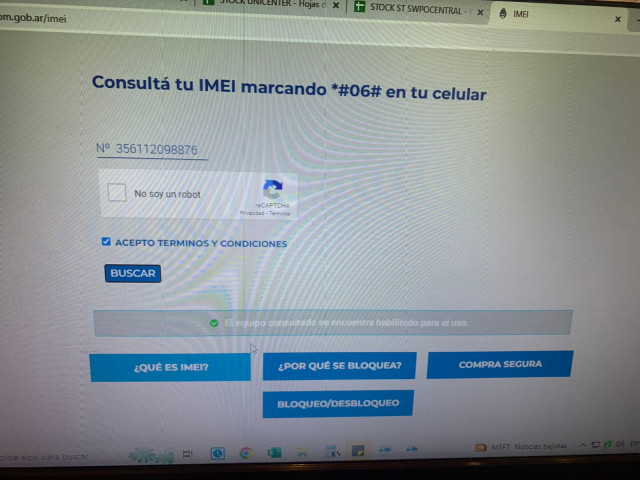 om.gob.ar/imei
STOCK UNICENTER - Hojas d
STOCK ST SWPOCENTRAL -
IMEI
Consultá tu IMEI marcando *#06# en tu celular
Nº 356112098876
No soy un robot
reCAPTCHA
Privacidad - Términos
ACEPTO TERMINOS Y CONDICIONES
BUSCAR
El equipo consultado se encuentra habilitado para el uso.
¿QUÉ ES IMEI?
¿POR QUÉ SE BLOQUEA?
COMPRA SEGURA
BLOQUEO/DESBLOQUEO
cribe aquí para buscar
MSFT Noticias bajistas